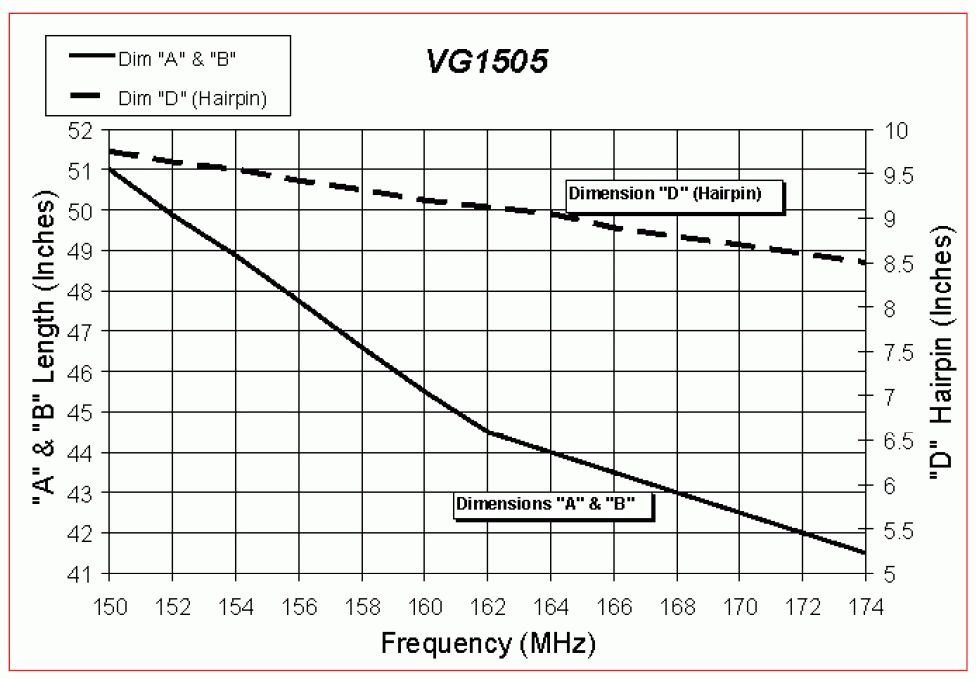 Dim "A" & "B"
Dim "D" (Hairpin)
VG1505
52
51
50
49
48
47
46
45
44
43
42
41
"A" & "B" Length (Inches)
10
9.5
9
8.5
8
7.5
7
6.5
6
5.5
5
"D" Hairpin (Inches)
Dimension "D" (Hairpin)
Dimensions "A" & "B"
150 152 154 156 158 160 162 164 166 168 170 172 174
Frequency (MHz)